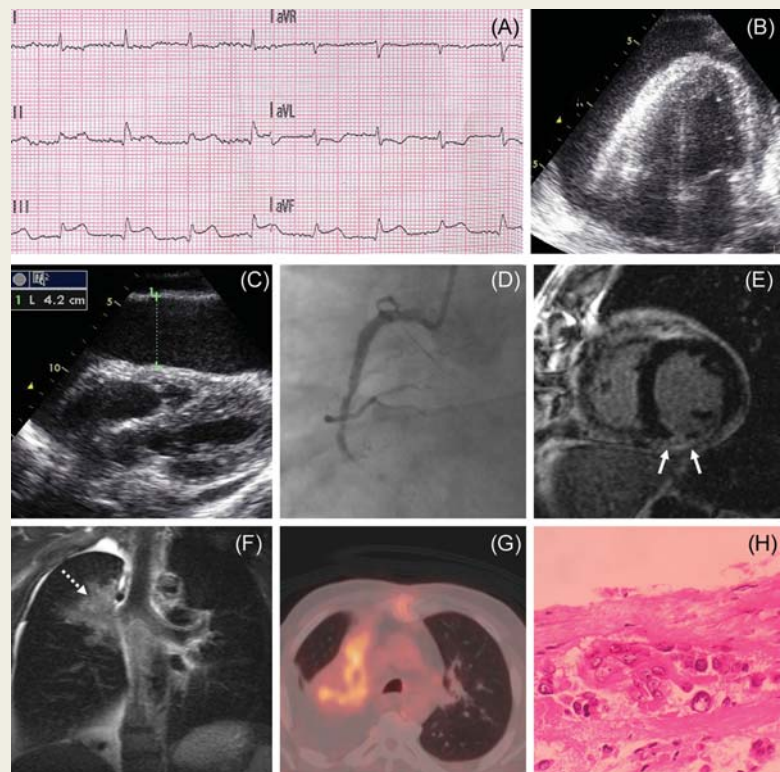 I
aVR
(A)
(B)
5
5
II
aVL
III
aVF
(C)
1 L 4.2 cm
5
1
10
(D)
(E)
(F)
(G)
(H)